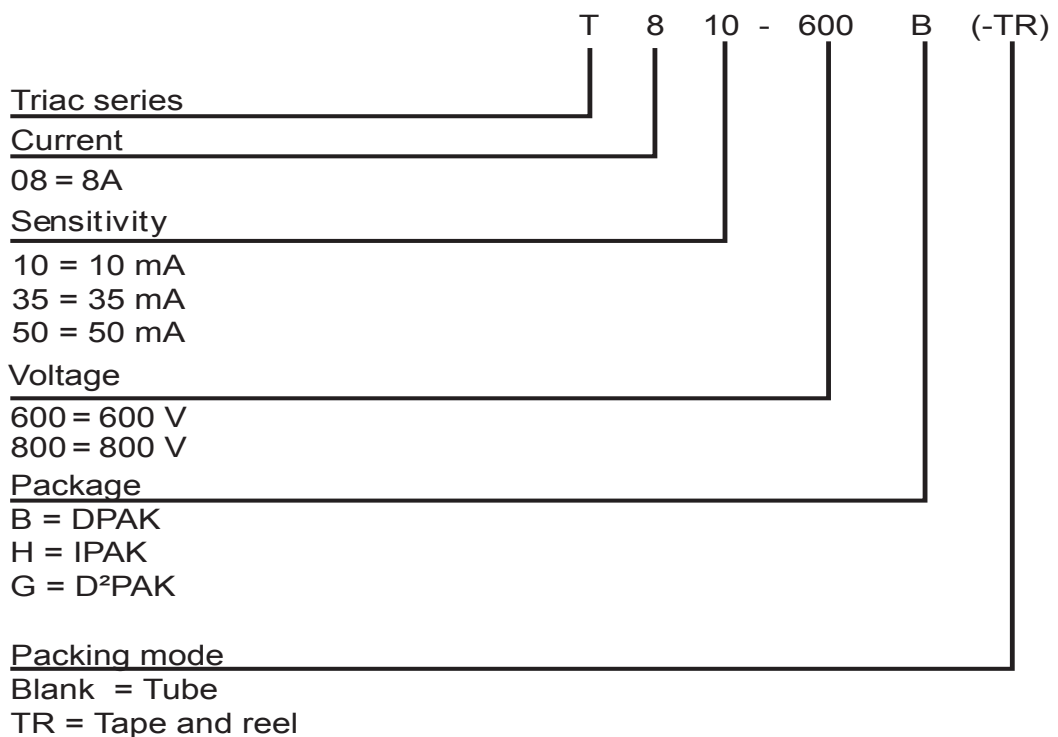 T 8 10 - 600 B (-TR)
Triac series
Current
08 = 8A
Sensitivity
10 = 10 mA
35 = 35 mA
50 = 50 mA
Voltage
600 = 600 V
800 = 800 V
Package
B = DPAK
H = IPAK
G = D²PAK
Packing mode
Blank = Tube
TR = Tape and reel